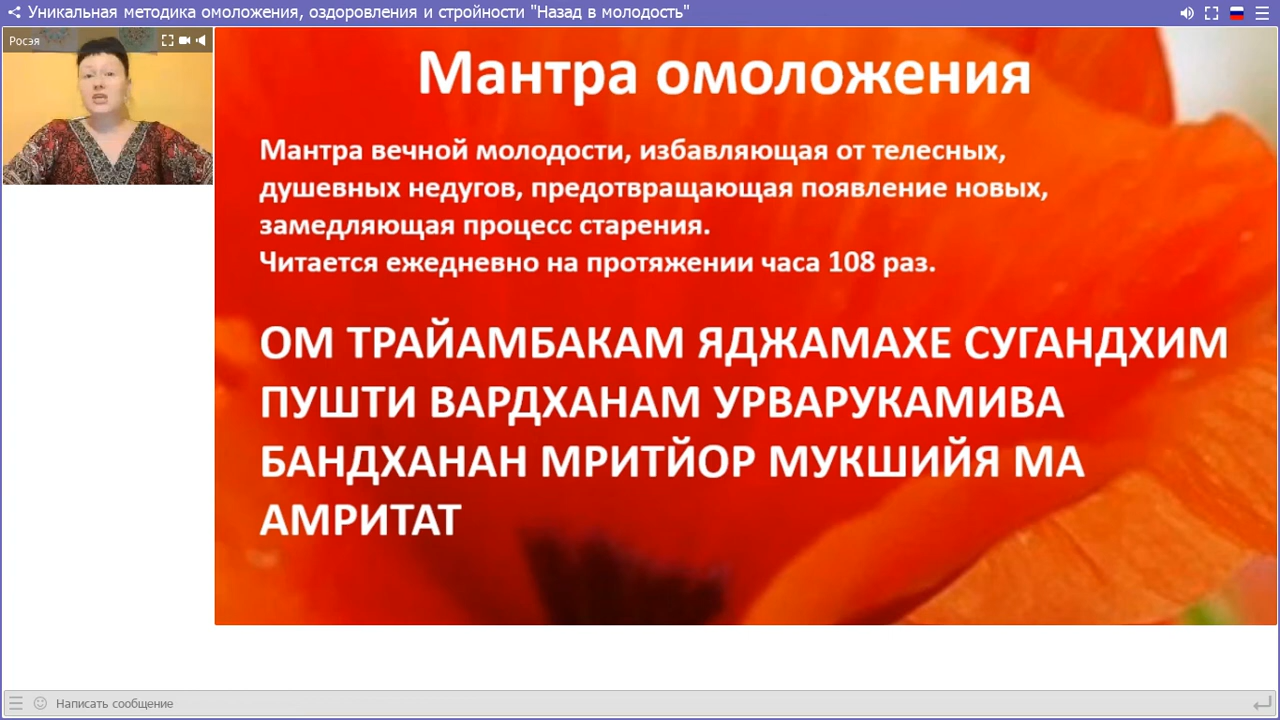 Уникальная методика омоложения, оздоровления и стройности "Назад в молодость"
Росэя
Мантра омоложения
Мантра вечной молодости, избавляющая от телесных,
душевных недугов, предотвращающая появление новых,
замедляющая процесс старения.
Читается ежедневно на протяжении часа 108 раз.
ОМ ТРАЙАМБАКАМ ЯДЖАМАХЕ СУГАНДХИМ
ПУШТИ ВАРДХАНАМ УРВАРУКАМИВА
БАНДХАНАН МРИТЙОР МУКШИЙЯ МА
АМРИТАТ
Написать сообщение